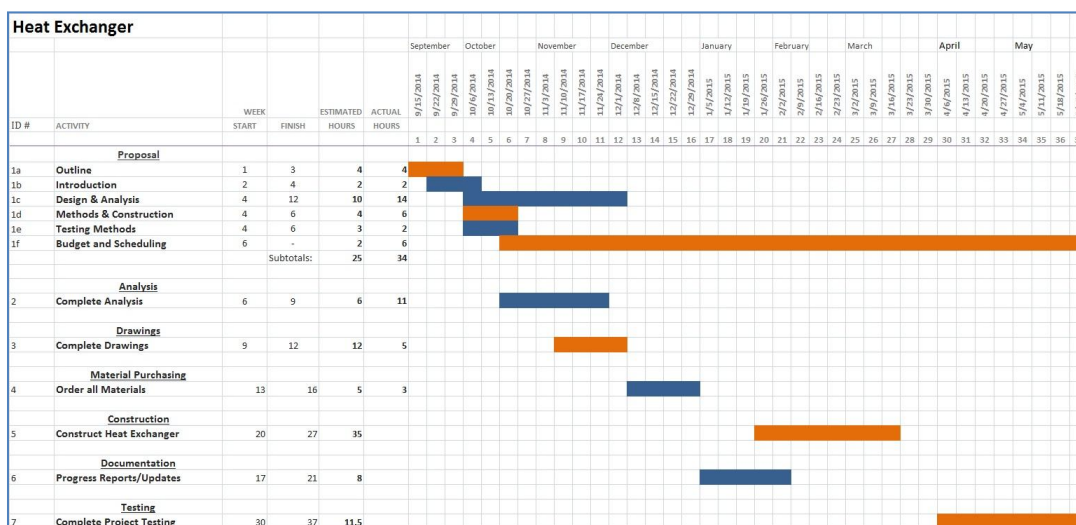 Heat Exchanger
September October November December January February March April May
9/15/2014 9/22/2014 9/29/2014 10/6/2014 10/13/2014 10/20/2014 10/27/2014 11/3/2014 11/10/2014 11/17/2014 11/24/2014 12/1/2014 12/8/2014 12/15/2014 12/22/2014 12/29/2014 1/5/2015 1/12/2015 1/19/2015 1/26/2015 2/2/2015 2/9/2015 2/16/2015 2/23/2015 3/2/2015 3/9/2015 3/16/2015 3/23/2015 3/30/2015 4/6/2015 4/13/2015 4/20/2015 4/27/2015 5/4/2015 5/11/2015 5/18/2015
WEEK ESTIMATED ACTUAL
ID # ACTIVITY START FINISH HOURS HOURS
1 2 3 4 5 6 7 8 9 10 11 12 13 14 15 16 17 18 19 20 21 22 23 24 25 26 27 28 29 30 31 32 33 34 35 36
Proposal
1a Outline 1 3 4 4
1b Introduction 2 4 2 2
1c Design & Analysis 4 12 10 14
1d Methods & Construction 4 6 4 6
1e Testing Methods 4 6 3 2
1f Budget and Scheduling 6 - 2 6
Subtotals: 25 34
Analysis
2 Complete Analysis 6 9 6 11
Drawings
3 Complete Drawings 9 12 12 5
Material Purchasing
4 Order all Materials 13 16 5 3
Construction
5 Construct Heat Exchanger 20 27 35
Documentation
6 Progress Reports/Updates 17 21 8
Testing
7 Complete Project Testing 30 37 11.5